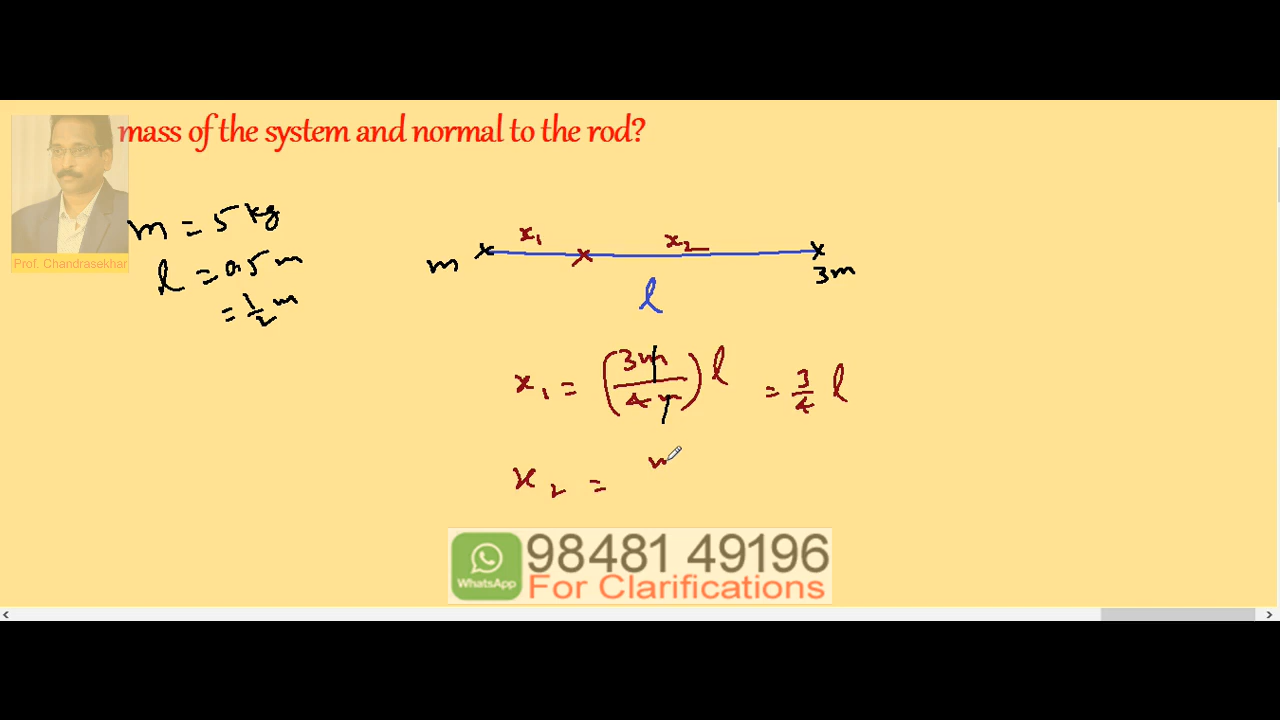 mass of the system and normal to the rod?
Prof. Chandrasekhar
m = 5 kg
l = 0.5 m
= 1/2 m
x₁ x₂
m 3m
l
x₁ = (3m/4m) l = 3/4 l
x₂ = m
WhatsApp
98481 49196
For Clarifications